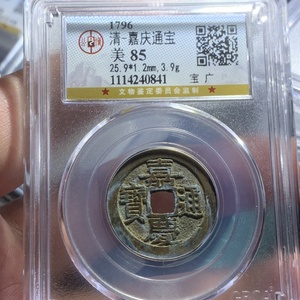 1796
清·嘉庆通宝
美 85
25.9*1.2mm,3.9g
1114240841 宝 广
文物鉴定委员会监制
嘉
寶 通
慶